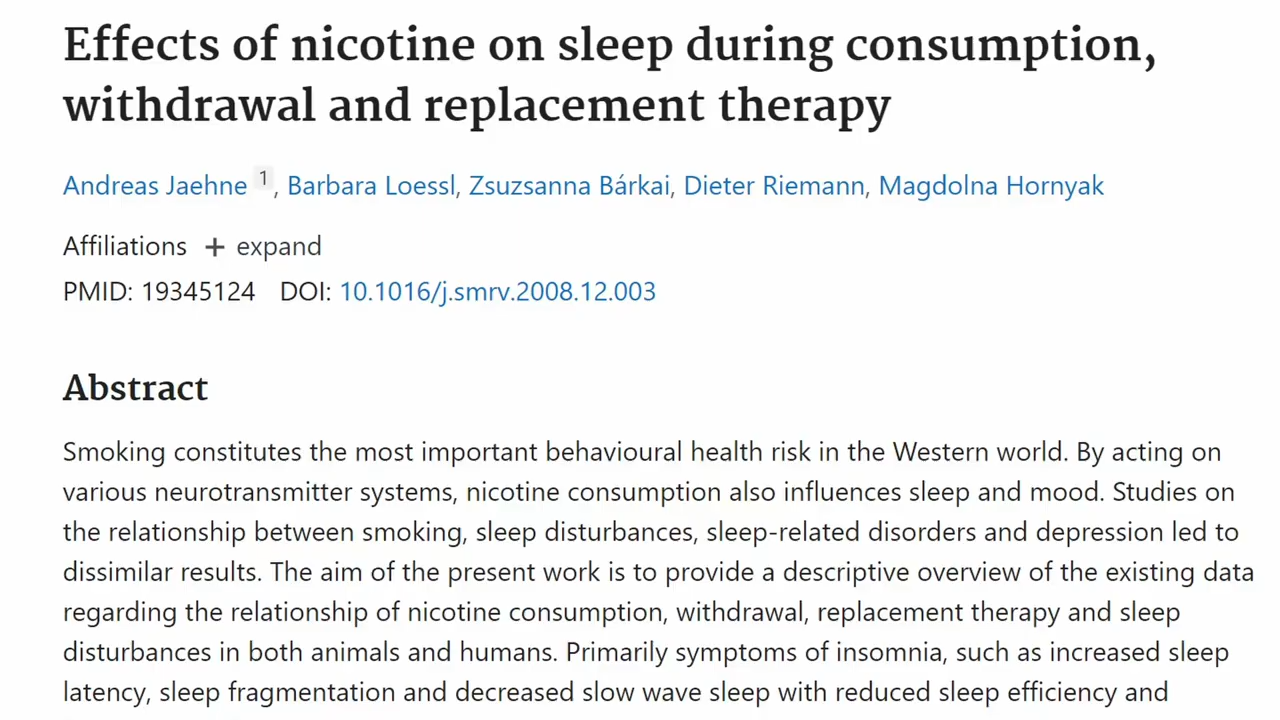 Effects of nicotine on sleep during consumption,
withdrawal and replacement therapy
Andreas Jaehne 1, Barbara Loessl, Zsuzsanna Bárkai, Dieter Riemann, Magdolna Hornyak
Affiliations + expand
PMID: 19345124 DOI: 10.1016/j.smrv.2008.12.003
Abstract
Smoking constitutes the most important behavioural health risk in the Western world. By acting on
various neurotransmitter systems, nicotine consumption also influences sleep and mood. Studies on
the relationship between smoking, sleep disturbances, sleep-related disorders and depression led to
dissimilar results. The aim of the present work is to provide a descriptive overview of the existing data
regarding the relationship of nicotine consumption, withdrawal, replacement therapy and sleep
disturbances in both animals and humans. Primarily symptoms of insomnia, such as increased sleep
latency, sleep fragmentation and decreased slow wave sleep with reduced sleep efficiency and